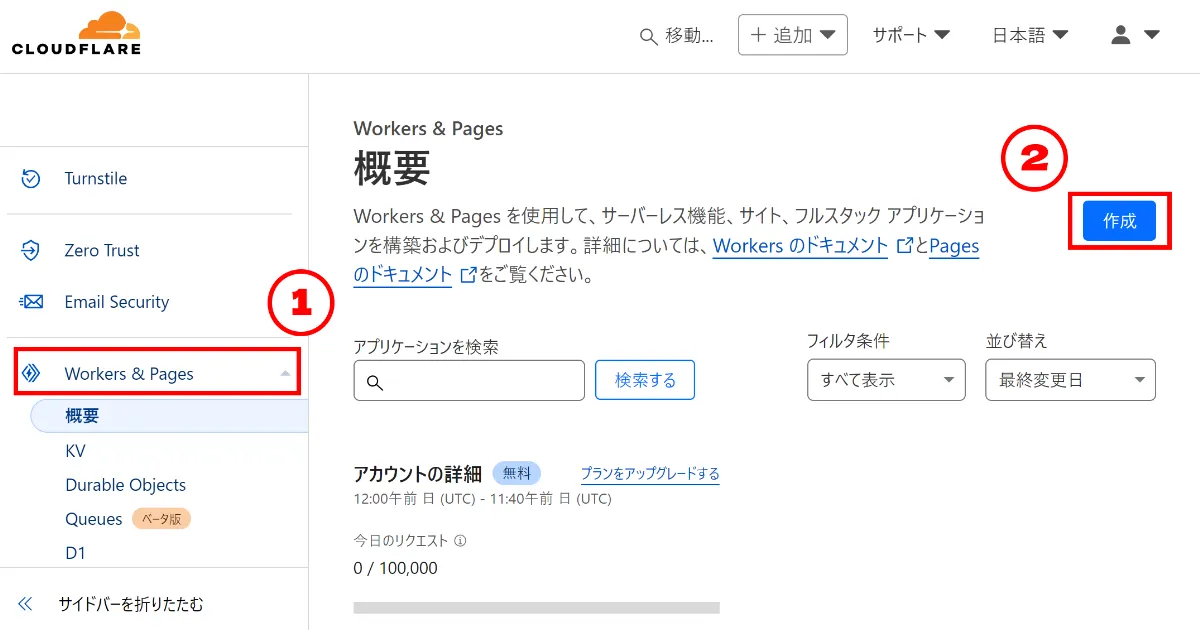 CLOUDFLARE
移動...
+ 追加
サポート
日本語
Turnstile
Zero Trust
Email Security
1
Workers & Pages
概要
KV
Durable Objects
Queues ベータ版
D1
サイドバーを折りたたむ
Workers & Pages
概要
2
作成
Workers & Pages を使用して、サーバーレス機能、サイト、フルスタック アプリケーショ
ンを構築およびデプロイします。詳細については、Workers のドキュメント とPages
のドキュメント をご覧ください。
アプリケーションを検索
検索する
フィルタ条件
すべて表示
並び替え
最終変更日
アカウントの詳細 無料 プランをアップグレードする
12:00午前 日 (UTC) - 11:40午前 日 (UTC)
今日のリクエスト
0 / 100,000